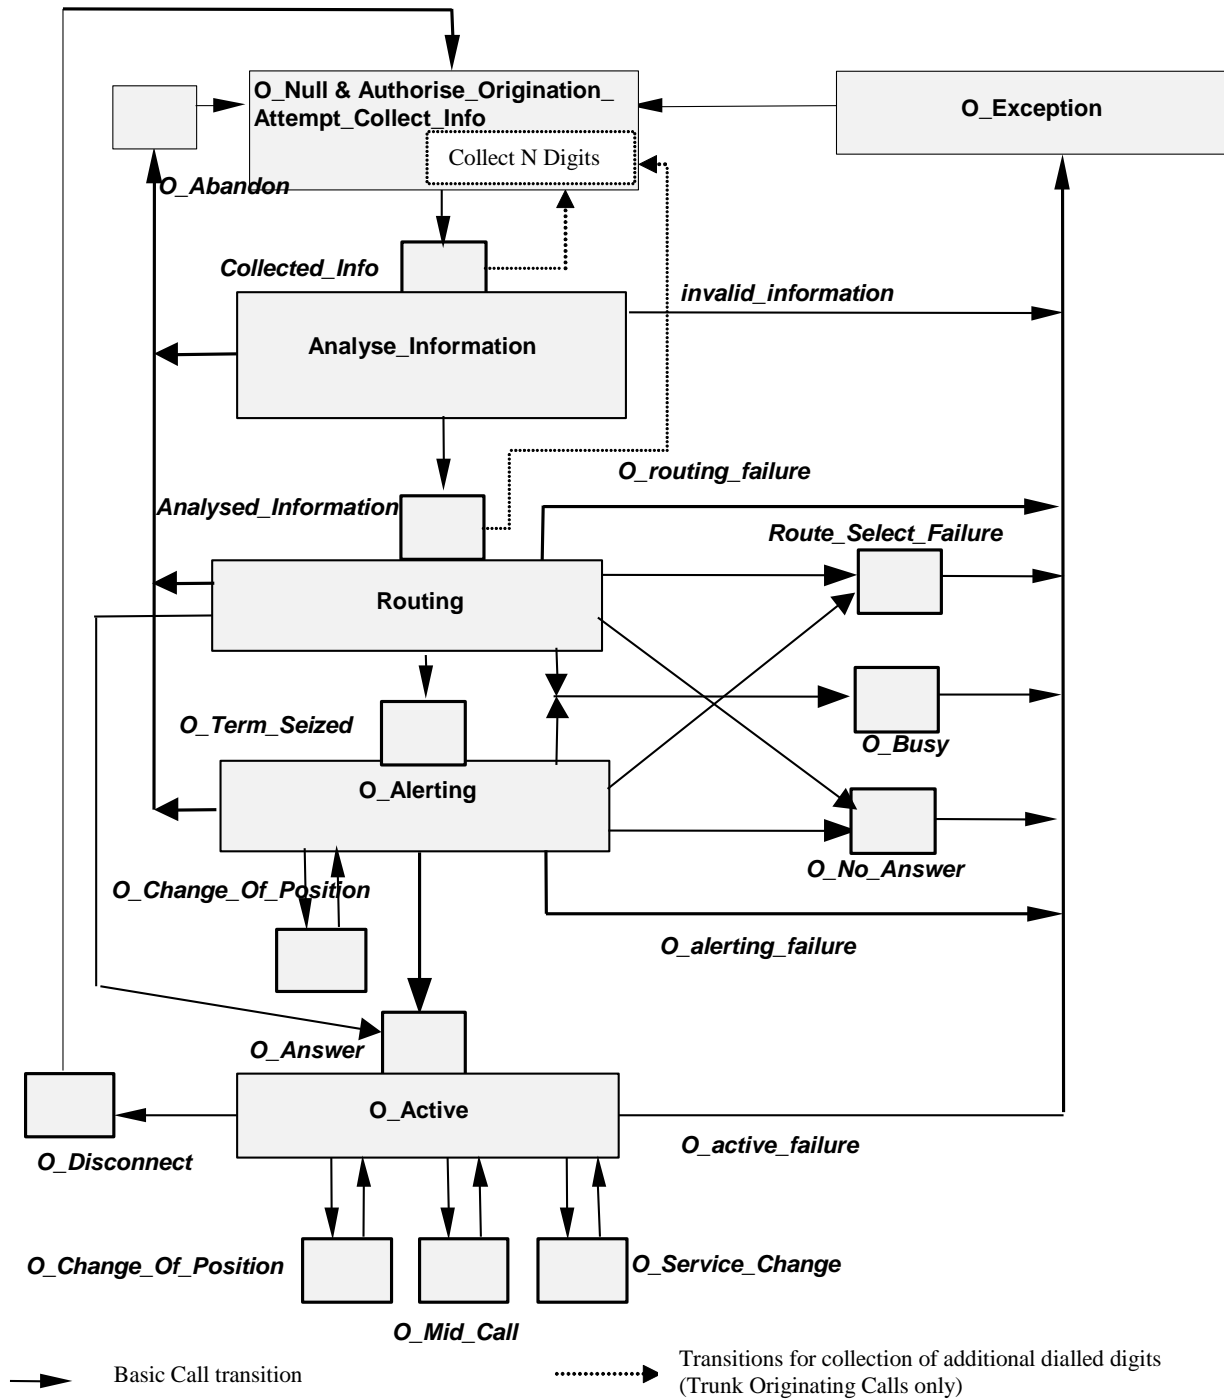 O_Null & Authorise_Origination_
Attempt_Collect_Info
O_Exception
Collect N Digits
O_Abandon
Collected_Info
invalid_information
Analyse_Information
O_routing_failure
Analysed_Information
Route_Select_Failure
Routing
O_Term_Seized
O_Busy
O_Alerting
O_No_Answer
O_Change_Of_Position
O_alerting_failure
O_Answer
O_Active
O_active_failure
O_Disconnect
O_Change_Of_Position
O_Service_Change
O_Mid_Call
Basic Call transition
Transitions for collection of additional dialled digits
(Trunk Originating Calls only)